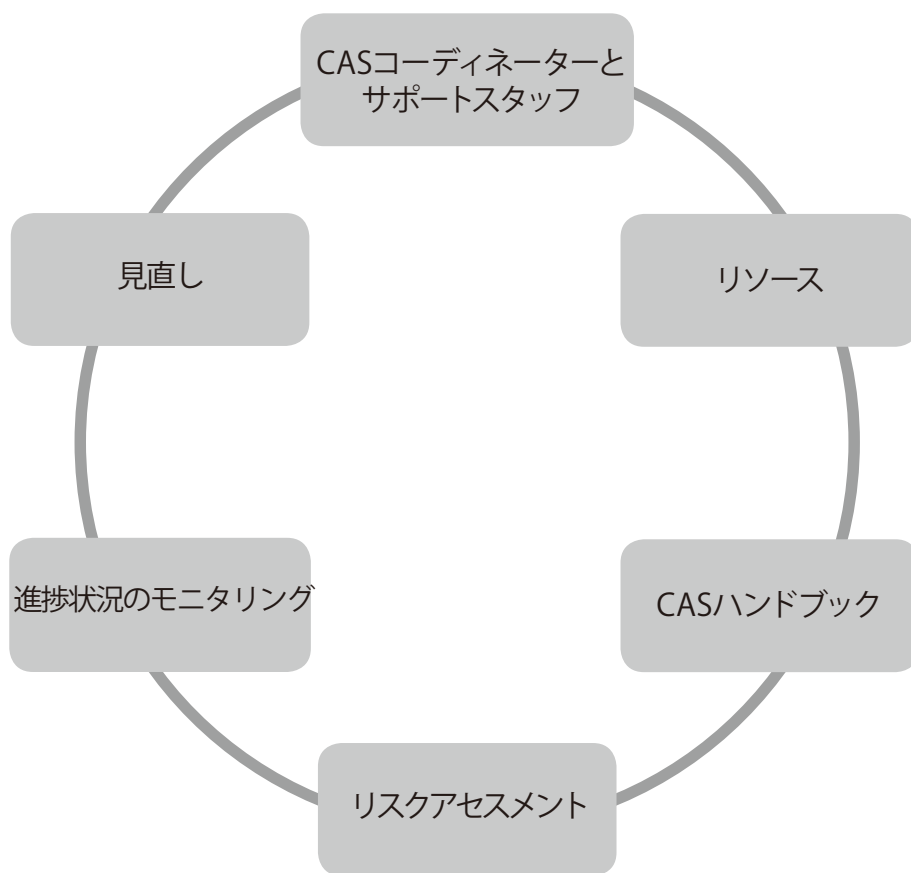 CASコーディネーターと
サポートスタッフ
見直し
リソース
進捗状況のモニタリング
CASハンドブック
リスクアセスメント